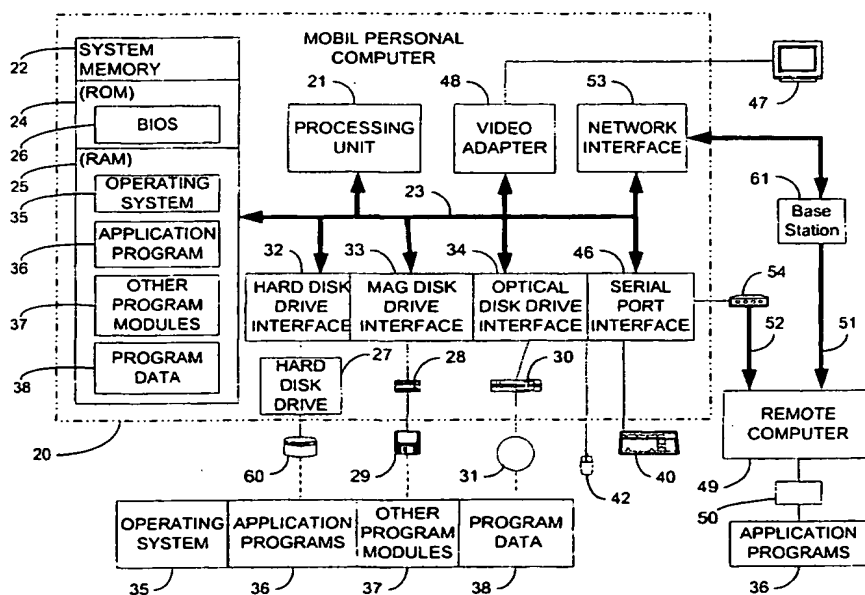 MOBIL PERSONAL
COMPUTER
SYSTEM
MEMORY
22
(ROM)
24
BIOS
26
(RAM)
25
OPERATING
SYSTEM
35
APPLICATION
PROGRAM
36
OTHER
PROGRAM
MODULES
37
PROGRAM
DATA
38
21
PROCESSING
UNIT
48
VIDEO
ADAPTER
53
NETWORK
INTERFACE
47
23
61
Base
Station
32
HARD DISK
DRIVE
INTERFACE
33
MAG DISK
DRIVE
INTERFACE
34
OPTICAL
DISK DRIVE
INTERFACE
46
SERIAL
PORT
INTERFACE
54
52
51
27
HARD
DISK
DRIVE
28
30
20
60
29
31
42
40
REMOTE
COMPUTER
49
50
OPERATING
SYSTEM
35
APPLICATION
PROGRAMS
36
OTHER
PROGRAM
MODULES
37
PROGRAM
DATA
38
APPLICATION
PROGRAMS
36